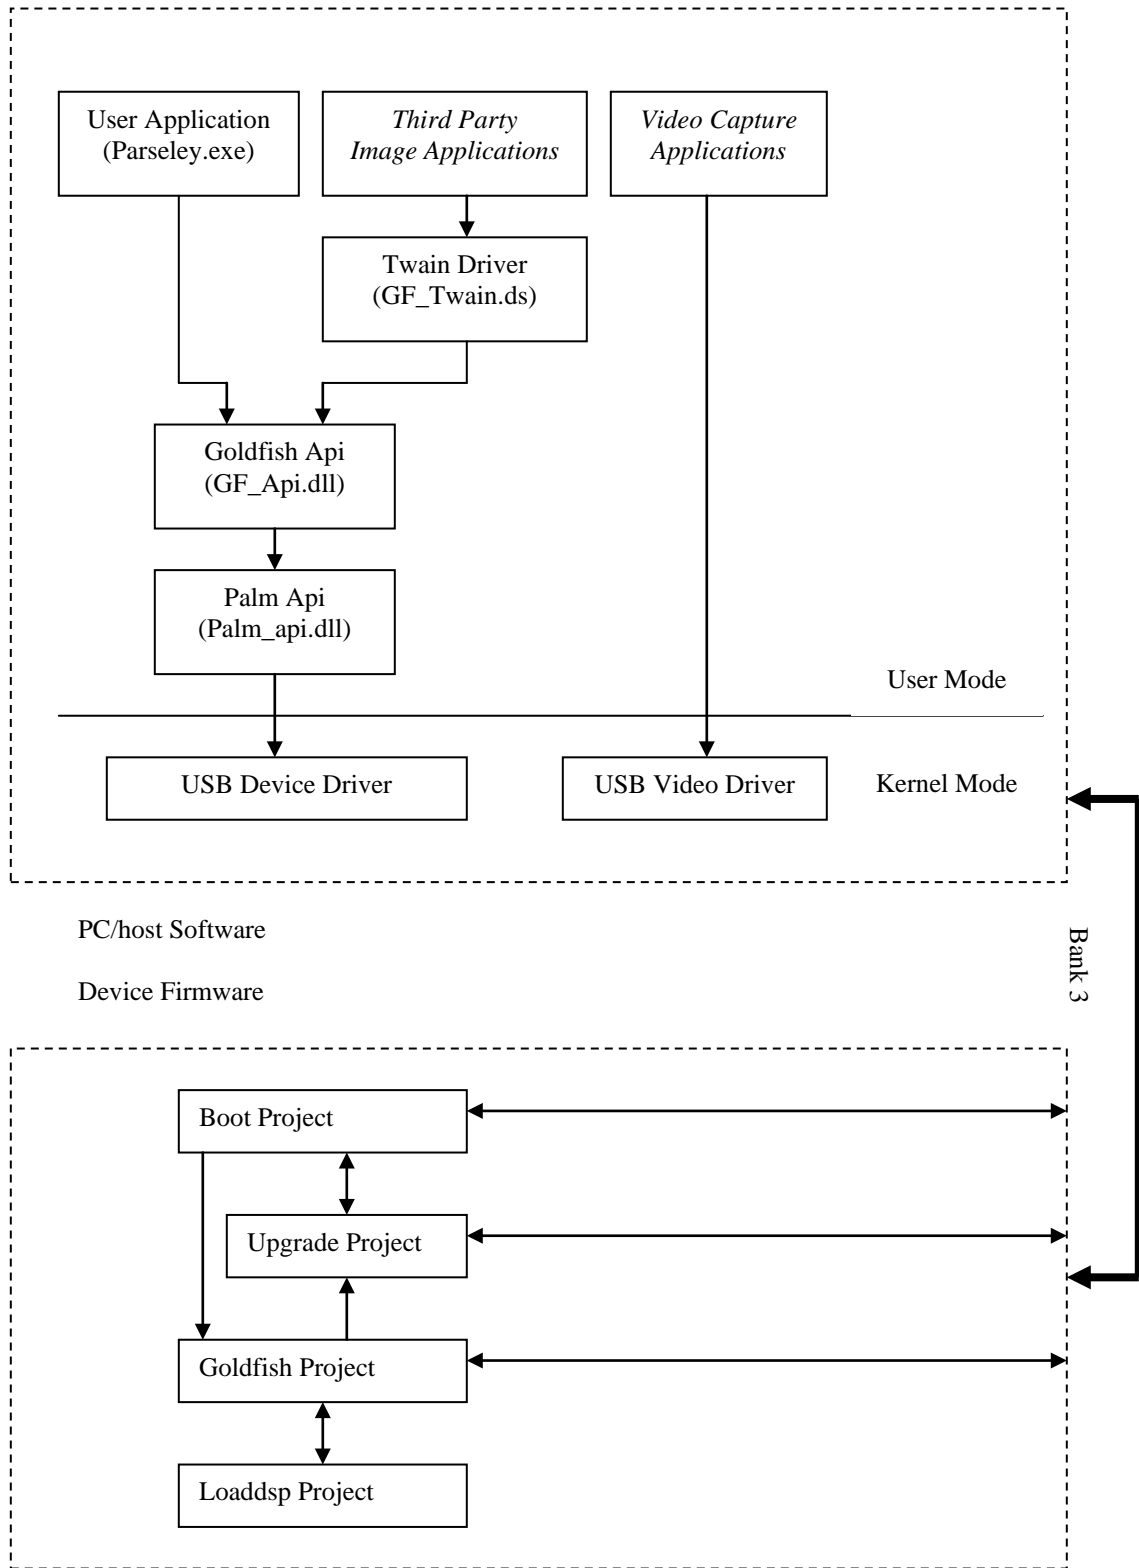 User Application
(Parseley.exe)
Third Party
Image Applications
Video Capture
Applications
Twain Driver
(GF_Twain.ds)
Goldfish Api
(GF_Api.dll)
Palm Api
(Palm_api.dll)
User Mode
USB Device Driver
USB Video Driver
Kernel Mode
PC/host Software
Bank 3
Device Firmware
Boot Project
Upgrade Project
Goldfish Project
Loaddsp Project